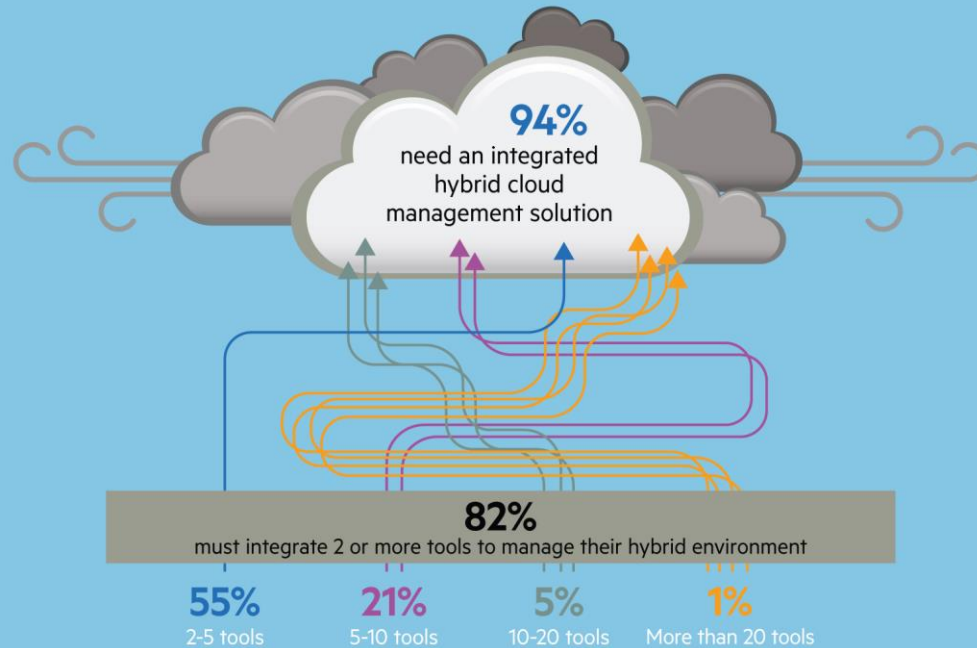 94%
need an integrated
hybrid cloud
management solution
82%
must integrate 2 or more tools to manage their hybrid environment
55%
2-5 tools
21%
5-10 tools
5%
10-20 tools
1%
More than 20 tools